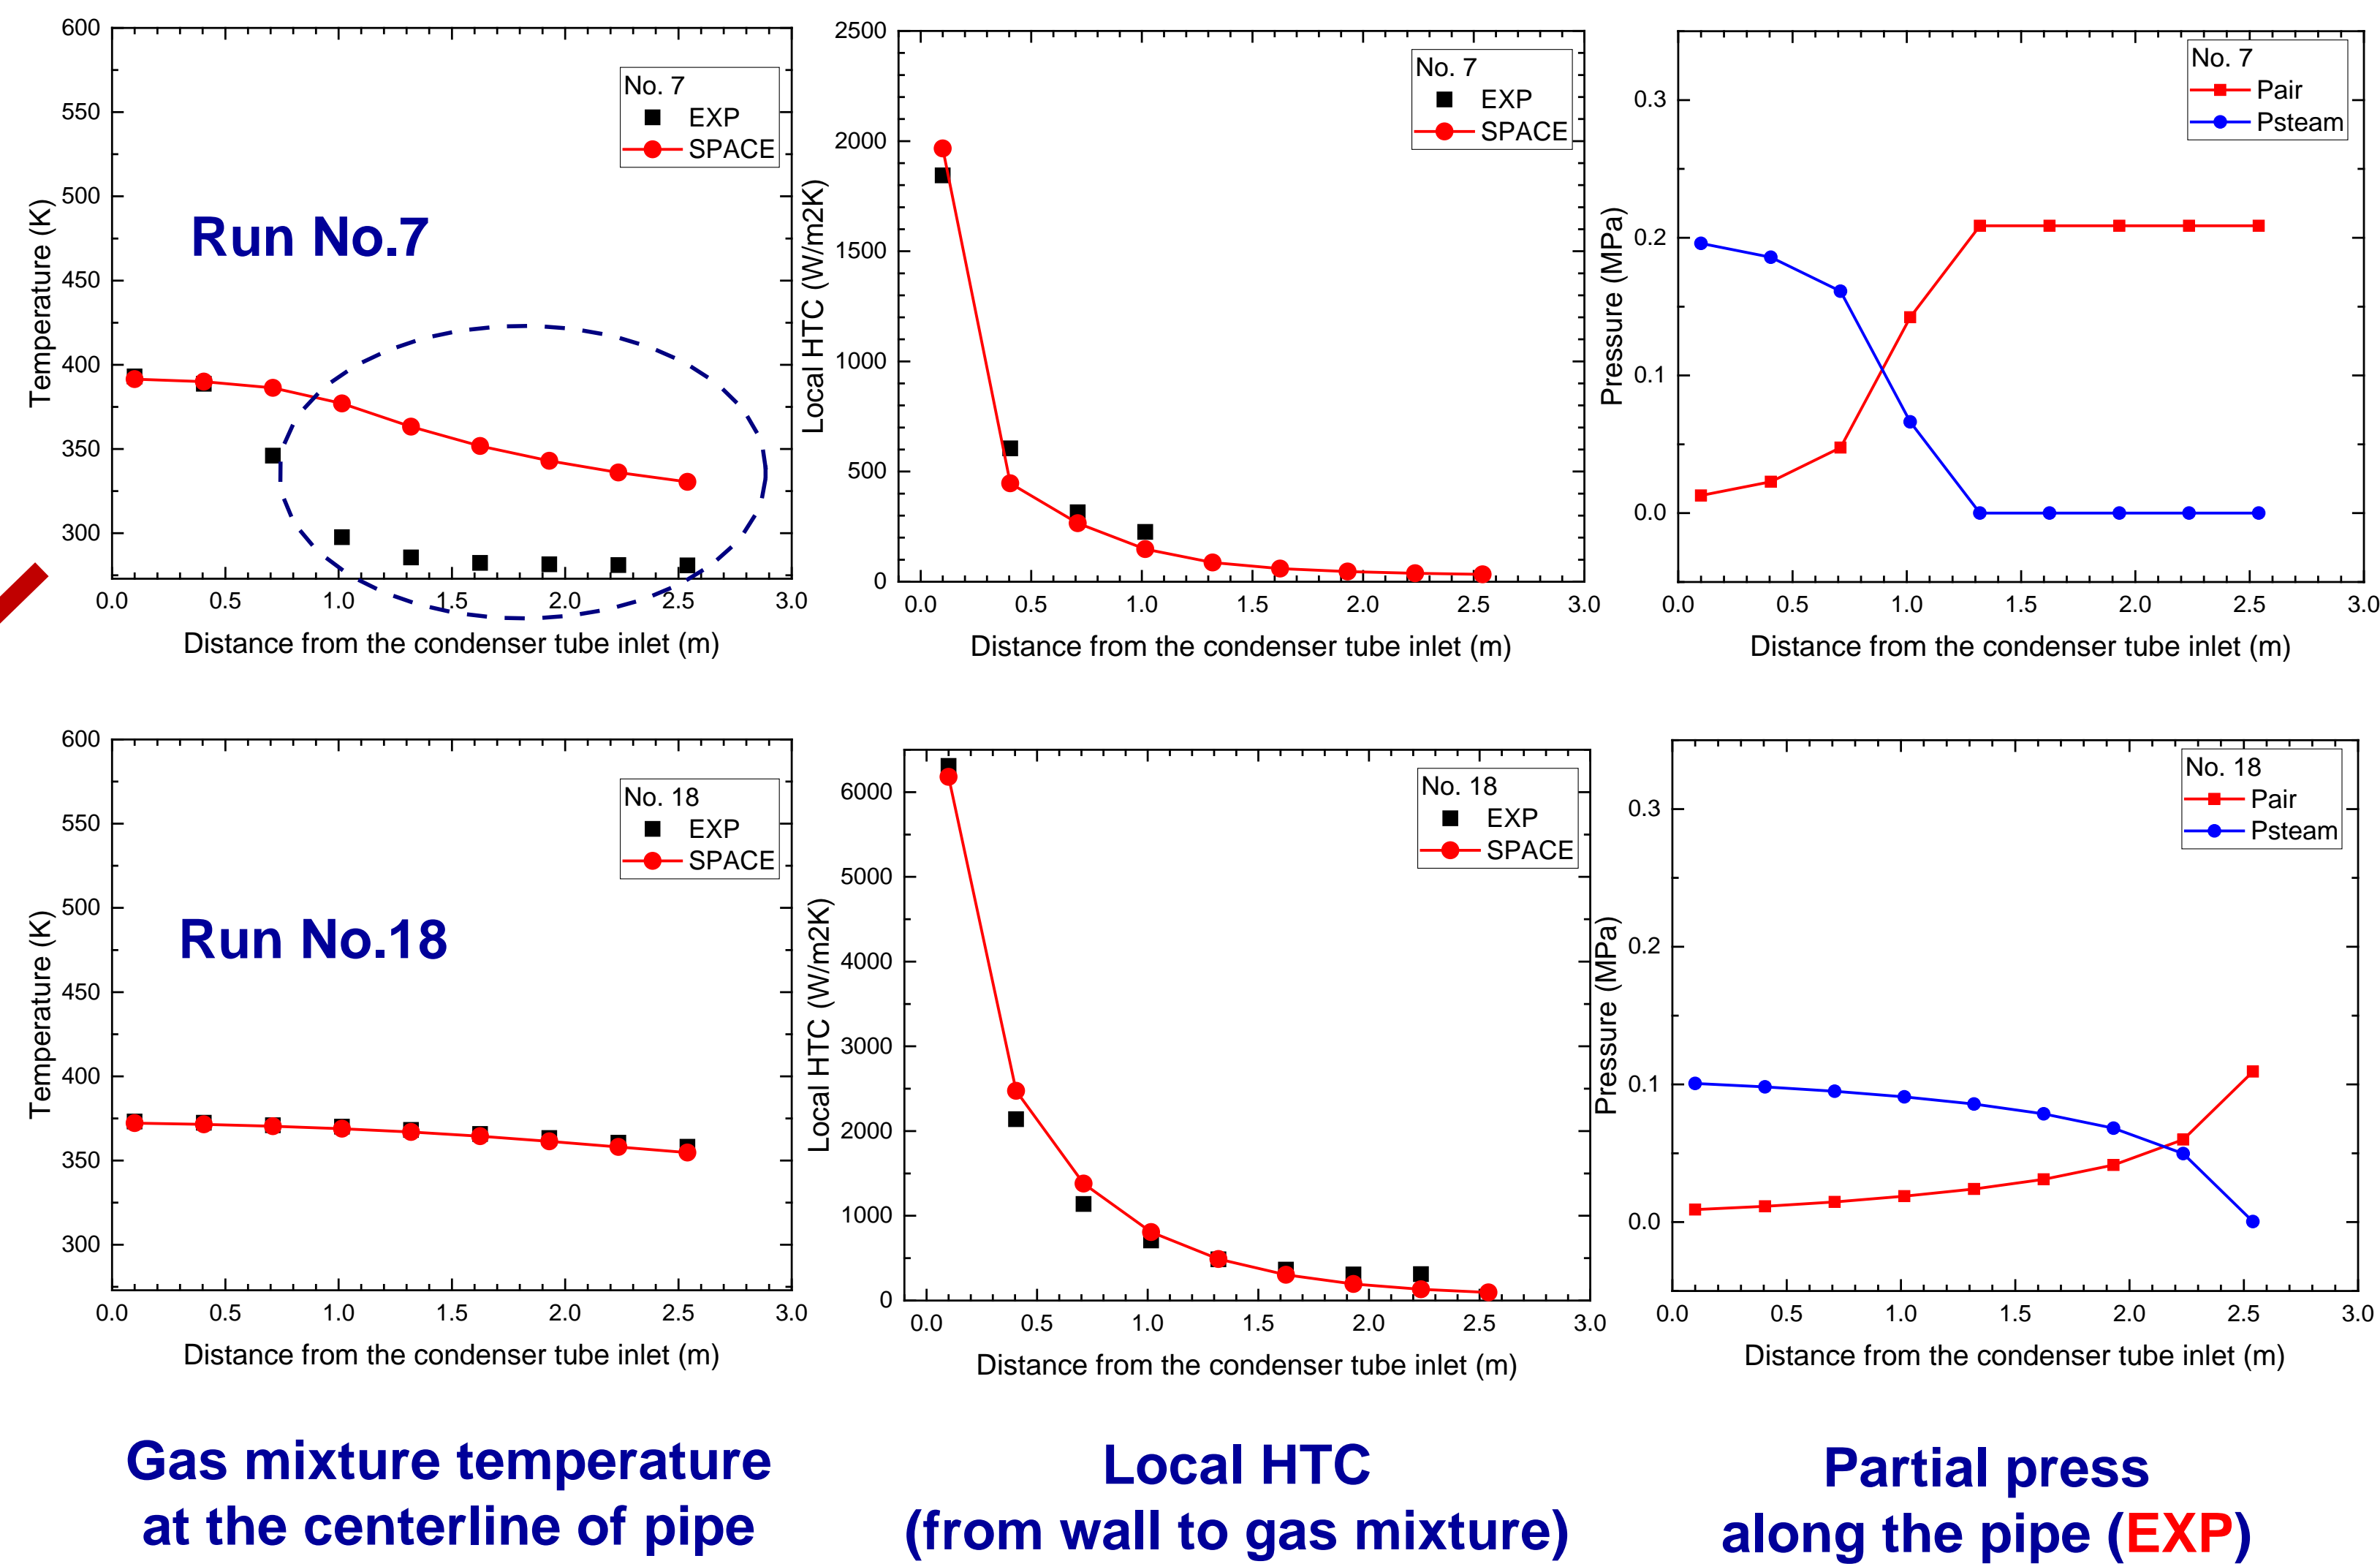 600
550
500
450
400
350
300
Temperature (K)
No. 7
EXP
SPACE
Run No.7
0.0 0.5 1.0 1.5 2.0 2.5 3.0
Distance from the condenser tube inlet (m)
2500
2000
1500
1000
500
0
Local HTC (W/m2K)
No. 7
EXP
SPACE
0.0 0.5 1.0 1.5 2.0 2.5 3.0
Distance from the condenser tube inlet (m)
0.3
0.2
0.1
0.0
Pressure (MPa)
No. 7
Pair
Psteam
0.0 0.5 1.0 1.5 2.0 2.5 3.0
Distance from the condenser tube inlet (m)
600
550
500
450
400
350
300
Temperature (K)
No. 18
EXP
SPACE
Run No.18
0.0 0.5 1.0 1.5 2.0 2.5 3.0
Distance from the condenser tube inlet (m)
6000
5000
4000
3000
2000
1000
0
Local HTC (W/m2K)
No. 18
EXP
SPACE
0.0 0.5 1.0 1.5 2.0 2.5 3.0
Distance from the condenser tube inlet (m)
0.3
0.2
0.1
0.0
Pressure (MPa)
No. 18
Pair
Psteam
0.0 0.5 1.0 1.5 2.0 2.5 3.0
Distance from the condenser tube inlet (m)
Gas mixture temperature
at the centerline of pipe
Local HTC
(from wall to gas mixture)
Partial press
along the pipe (EXP)